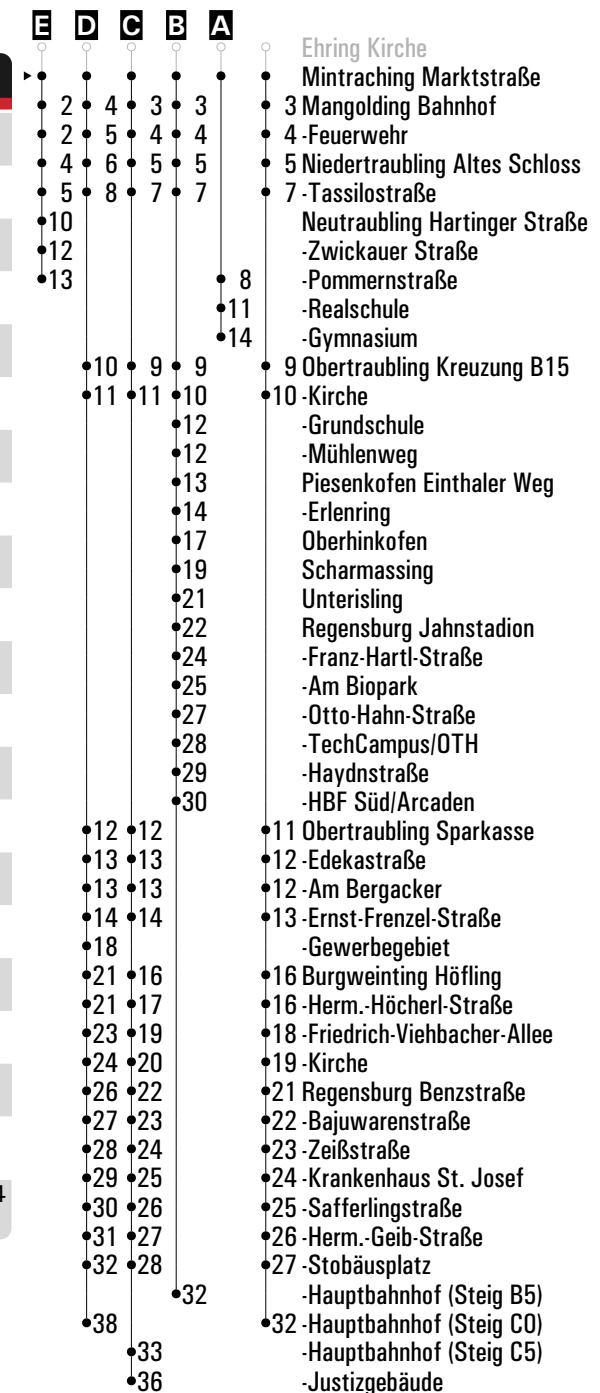 E D C B A
Ehring Kirche
Mintraching Marktstraße
2 4 3 3 3 Mangolding Bahnhof
2 5 4 4 4 -Feuerwehr
4 6 5 5 5 Niedertraubling Altes Schloss
5 8 7 7 7 -Tassilostraße
10 Neutraubling Hartinger Straße
12 -Zwickauer Straße
13 8 -Pommernstraße
11 -Realschule
14 -Gymnasium
10 9 9 9 Obertraubling Kreuzung B15
11 11 10 10 -Kirche
12 -Grundschule
12 -Mühlenweg
13 Piesenkofen Einthaler Weg
14 -Erlenring
17 Oberhinkofen
19 Scharmassing
21 Unterisling
22 Regensburg Jahnstadion
24 -Franz-Hartl-Straße
25 -Am Biopark
27 -Otto-Hahn-Straße
28 -TechCampus/OTH
29 -Haydnstraße
30 -HBF Süd/Arcaden
12 12 11 Obertraubling Sparkasse
13 13 12 -Edekastraße
13 13 12 -Am Bergacker
14 14 13 -Ernst-Frenzel-Straße
18 -Gewerbegebiet
21 16 16 Burgweinting Höfling
21 17 16 -Herm.-Höcherl-Straße
23 19 18 -Friedrich-Viehbacher-Allee
24 20 19 -Kirche
26 22 21 Regensburg Benzstraße
27 23 22 -Bajuwarenstraße
28 24 23 -Zeißstraße
29 25 24 -Krankenhaus St. Josef
4
30 26 25 -Safferlingstraße
31 27 26 -Herm.-Geib-Straße
32 28 27 -Stobäusplatz
32 -Hauptbahnhof (Steig B5)
38 32 -Hauptbahnhof (Steig C0)
33 -Hauptbahnhof (Steig C5)
36 -Justizgebäude